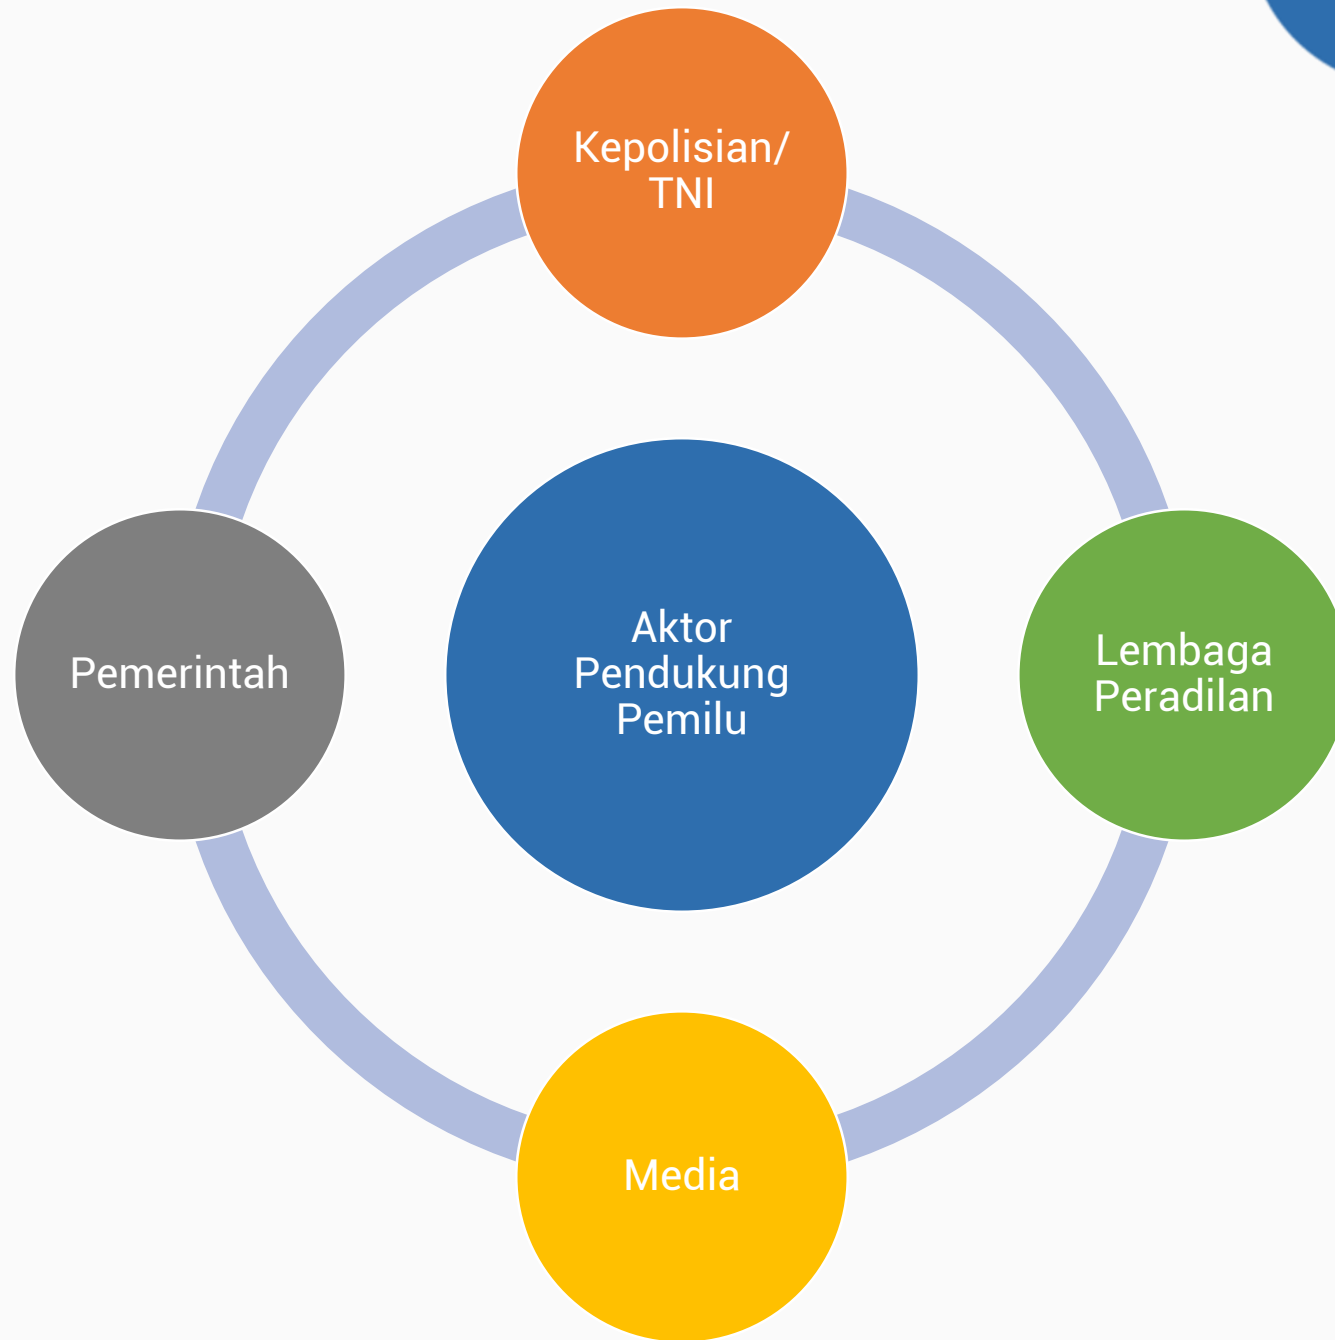 Kepolisian/
TNI
Aktor
Pendukung
Pemilu
Lembaga
Peradilan
Pemerintah
Media